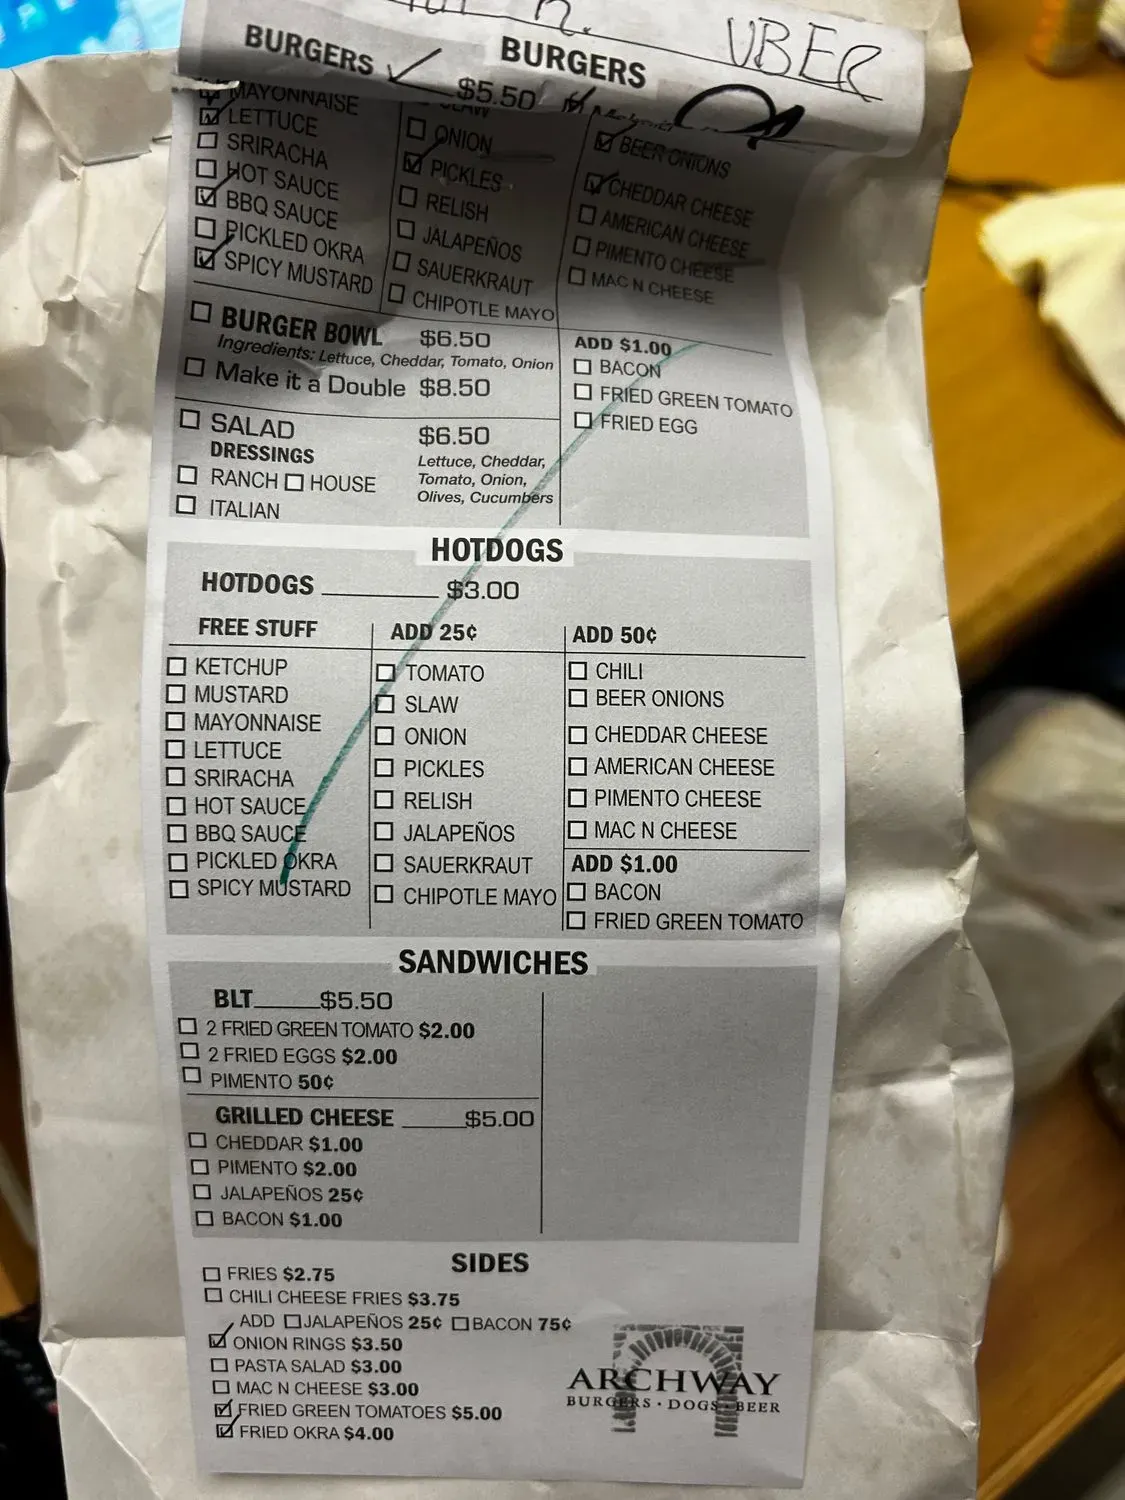 UBER
BURGERS BURGERS
$5.50
MAYONNAISE SLAW
LETTUCE ONION BEER ONIONS
SRIRACHA PICKLES CHEDDAR CHEESE
HOT SAUCE RELISH AMERICAN CHEESE
BBQ SAUCE JALAPEÑOS PIMENTO CHEESE
PICKLED OKRA SAUERKRAUT MAC N CHEESE
SPICY MUSTARD CHIPOTLE MAYO
BURGER BOWL $6.50
Ingredients: Lettuce, Cheddar, Tomato, Onion
Make it a Double $8.50
ADD $1.00
BACON
FRIED GREEN TOMATO
FRIED EGG
SALAD $6.50
DRESSINGS Lettuce, Cheddar,
RANCH HOUSE Tomato, Onion,
ITALIAN Olives, Cucumbers
HOTDOGS
HOTDOGS $3.00
FREE STUFF ADD 25¢ ADD 50¢
KETCHUP TOMATO CHILI
MUSTARD SLAW BEER ONIONS
MAYONNAISE ONION CHEDDAR CHEESE
LETTUCE PICKLES AMERICAN CHEESE
SRIRACHA RELISH PIMENTO CHEESE
HOT SAUCE JALAPEÑOS MAC N CHEESE
BBQ SAUCE SAUERKRAUT ADD $1.00
PICKLED OKRA CHIPOTLE MAYO BACON
SPICY MUSTARD FRIED GREEN TOMATO
SANDWICHES
BLT $5.50
2 FRIED GREEN TOMATO $2.00
2 FRIED EGGS $2.00
PIMENTO 50¢
GRILLED CHEESE $5.00
CHEDDAR $1.00
PIMENTO $2.00
JALAPEÑOS 25¢
BACON $1.00
SIDES
FRIES $2.75
CHILI CHEESE FRIES $3.75
ADD JALAPEÑOS 25¢ BACON 75¢
ONION RINGS $3.50
PASTA SALAD $3.00
MAC N CHEESE $3.00
FRIED GREEN TOMATOES $5.00
FRIED OKRA $4.00
ARCHWAY
BURGERS · DOGS · BEER